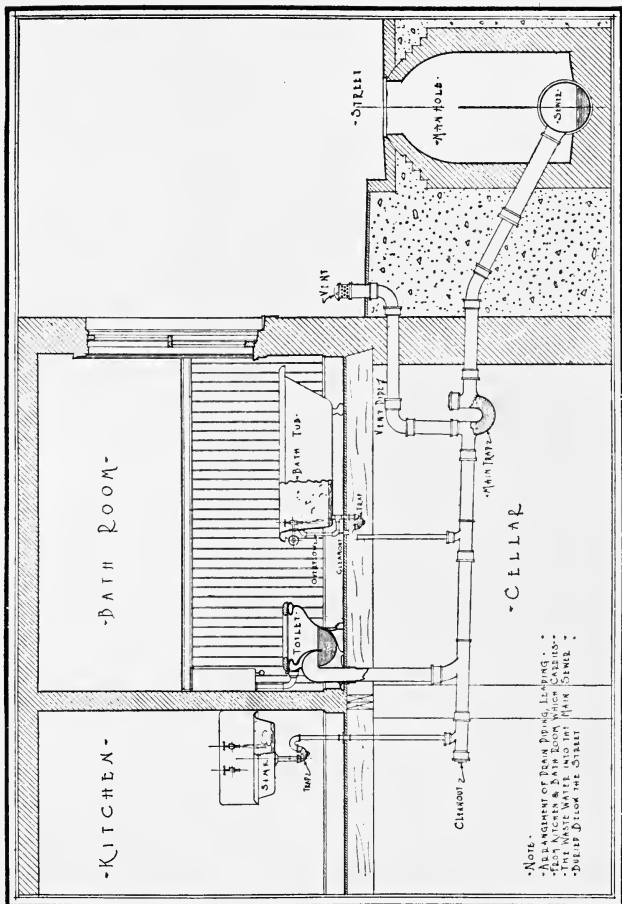 -KITCHEN-
-BATH ROOM-
-STREET
-MANHOLE-
-SEWER-
VENT
VENT PIPE
-BATH TUB-
OVERFLOW
CLEANOUT
TRAP
-TOILET-
SINK
TRAP
-MAIN TRAP
-CELLAR-
CLEANOUT
-NOTE-
-ARRANGEMENT OF DRAIN PIPING, LEADING-
-FROM KITCHEN & BATH ROOM WHICH CARRIES-
-THE WASTE WATER INTO THE MAIN SEWER-
-BURIED BELOW THE STREET-